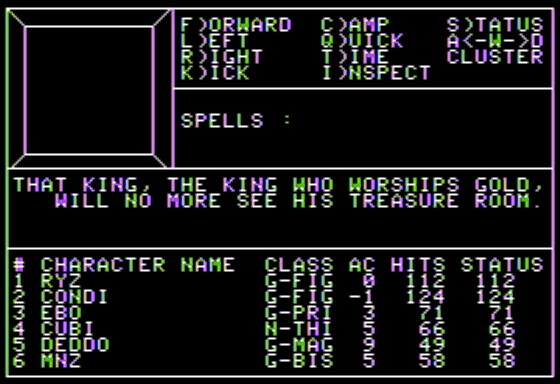 F)ORWARD C)AMP S)TATUS
L)EFT Q)UICK A<-W->D
R)IGHT T)IME CLUSTER
K)ICK I)NSPECT
SPELLS :
THAT KING, THE KING WHO WORSHIPS GOLD,
WILL NO MORE SEE HIS TREASURE ROOM.
# CHARACTER NAME CLASS AC HITS STATUS
1 RYZ G-FIG 0 112 112
2 CONDI G-FIG -1 124 124
3 EBO G-PRI 3 71 71
4 CUBI N-THI 5 66 66
5 DEDDO G-MAG 9 49 49
6 MNZ G-BIS 5 58 58